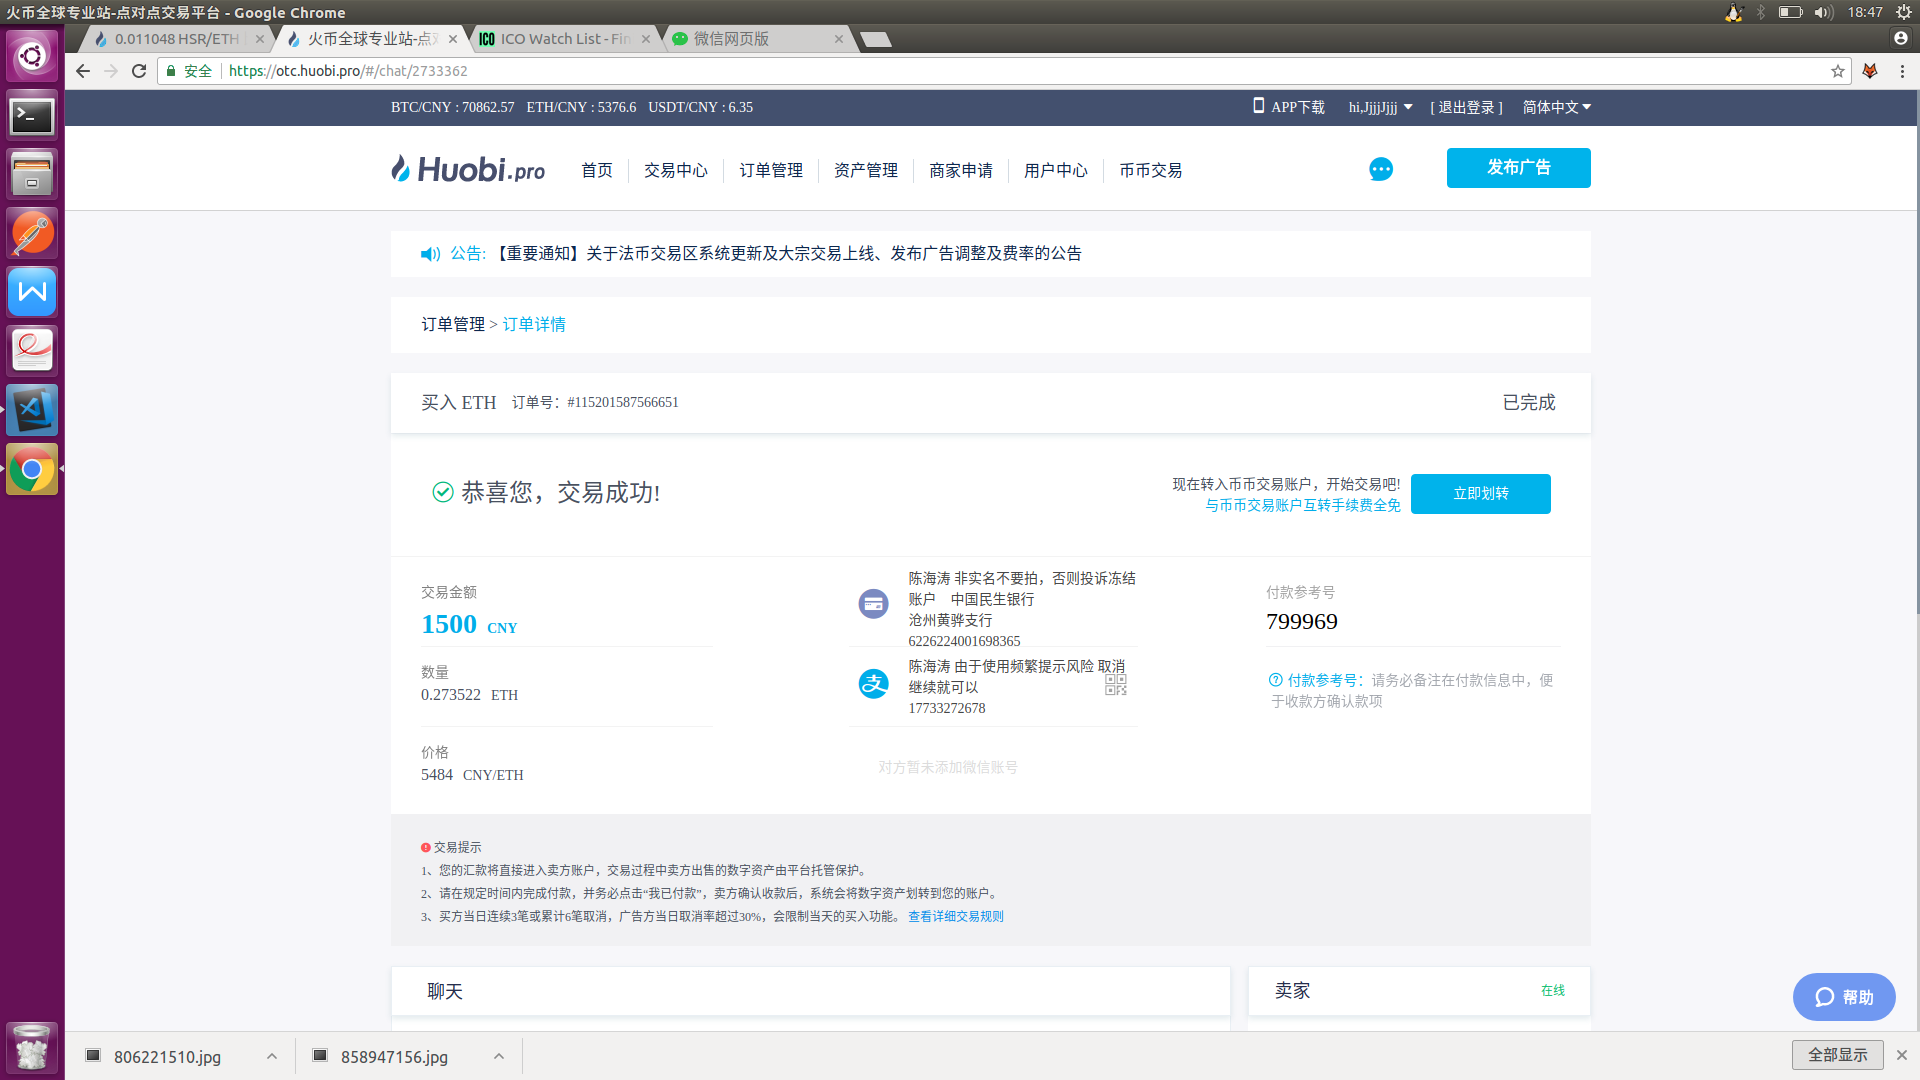 火币全球专业站-点对点交易平台 - Google Chrome
18:47
0.011048 HSR/ETH
火币全球专业站-点对
ICO Watch List - Fin
微信网页版
安全
https://otc.huobi.pro/#/chat/2733362
BTC/CNY : 70862.57 ETH/CNY : 5376.6 USDT/CNY : 6.35
APP下载 hi,JjjjJjjj [ 退出登录 ] 简体中文
Huobi.pro 首页 交易中心 订单管理 资产管理 商家申请 用户中心 币币交易 发布广告
公告: 【重要通知】关于法币交易区系统更新及大宗交易上线、发布广告调整及费率的公告
订单管理 > 订单详情
买入 ETH 订单号：#115201587566651 已完成
恭喜您，交易成功!
现在转入币币交易账户，开始交易吧!
与币币交易账户互转手续费全免
立即划转
交易金额
1500 CNY
数量
0.273522 ETH
价格
5484 CNY/ETH
陈海涛 非实名不要拍，否则投诉冻结
账户 中国民生银行
沧州黄骅支行
6226224001698365
陈海涛 由于使用频繁提示风险 取消
继续就可以
17733272678
对方暂未添加微信账号
付款参考号
799969
付款参考号：请务必备注在付款信息中，便
于收款方确认款项
交易提示
1、您的汇款将直接进入卖方账户，交易过程中卖方出售的数字资产由平台托管保护。
2、请在规定时间内完成付款，并务必点击“我已付款”，卖方确认收款后，系统会将数字资产划转到您的账户。
3、买方当日连续3笔或累计6笔取消，广告方当日取消率超过30%，会限制当天的买入功能。 查看详细交易规则
聊天
卖家 在线
帮助
806221510.jpg
858947156.jpg
全部显示